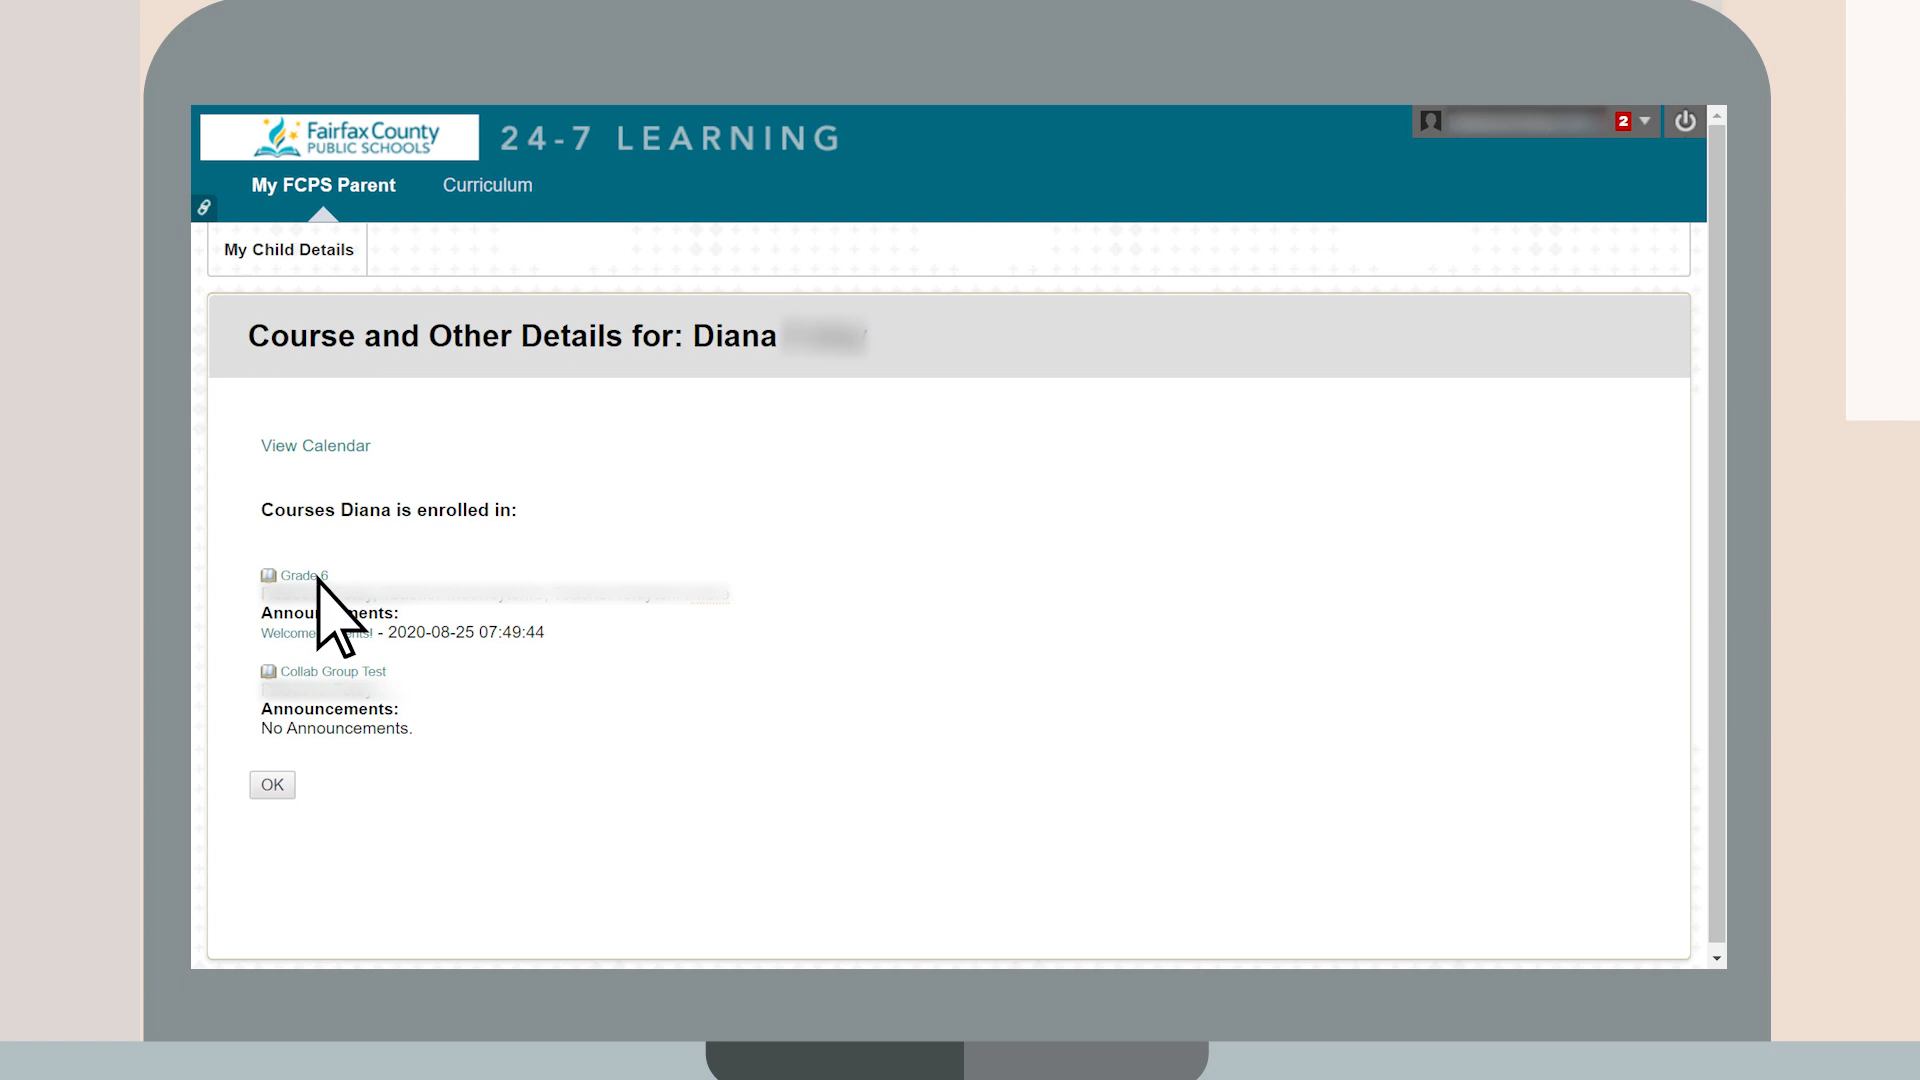 Fairfax County
PUBLIC SCHOOLS
24-7 LEARNING
2
My FCPS Parent
Curriculum
My Child Details
Course and Other Details for: Diana
View Calendar
Courses Diana is enrolled in:
Grade 6
Announcements:
Welcome - 2020-08-25 07:49:44
Collab Group Test
Announcements:
No Announcements.
OK